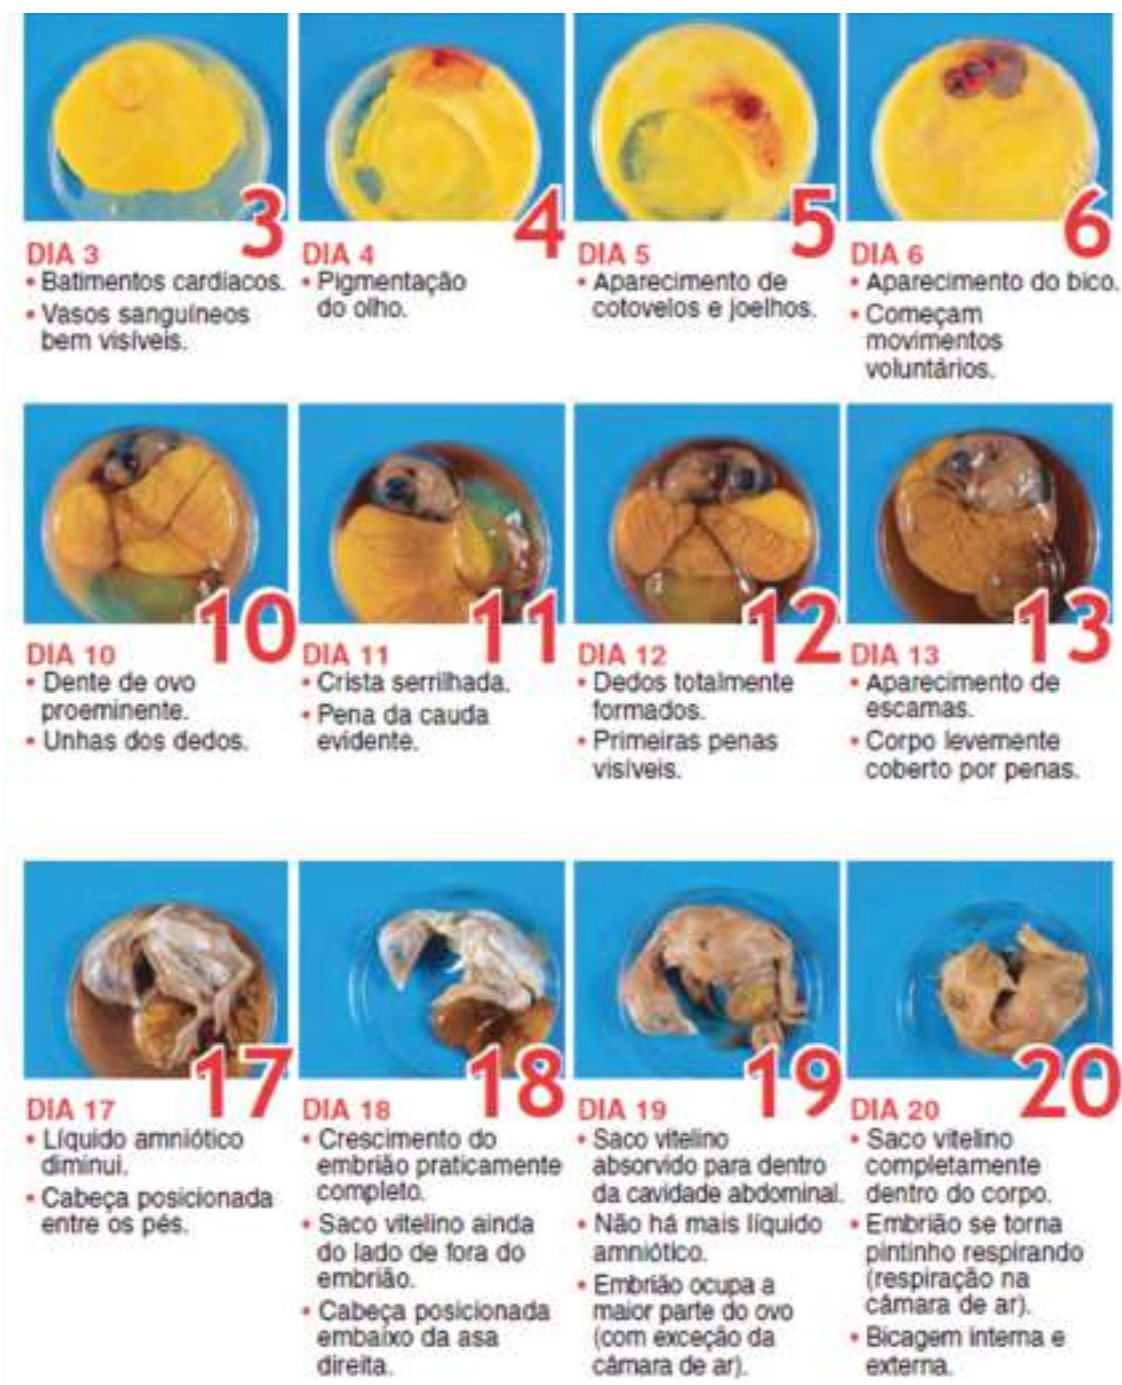 3
4
5
6
DIA 3
• Batimentos cardíacos.
• Vasos sanguíneos
bem visíveis.
DIA 4
• Pigmentação
do olho.
DIA 5
• Aparecimento de
cotovelos e joelhos.
DIA 6
• Aparecimento do bico.
• Começam
movimentos
voluntários.
10
11
12
13
DIA 10
• Dente de ovo
proeminente.
• Unhas dos dedos.
DIA 11
• Crista serrilhada.
• Pena da cauda
evidente.
DIA 12
• Dedos totalmente
formados.
• Primeiras penas
visíveis.
DIA 13
• Aparecimento de
escamas.
• Corpo levemente
coberto por penas.
17
18
19
20
DIA 17
• Líquido amniótico
diminui.
• Cabeça posicionada
entre os pés.
DIA 18
• Crescimento do
embrião praticamente
completo.
• Saco vitelino ainda
do lado de fora do
embrião.
• Cabeça posicionada
embaixo da asa
direita.
DIA 19
• Saco vitelino
absorvido para dentro
da cavidade abdominal.
• Não há mais líquido
amniótico.
• Embrião ocupa a
maior parte do ovo
(com exceção da
câmara de ar).
DIA 20
• Saco vitelino
completamente
dentro do corpo.
• Embrião se torna
pintinho respirando
(respiração na
câmara de ar).
• Bicagem interna e
externa.